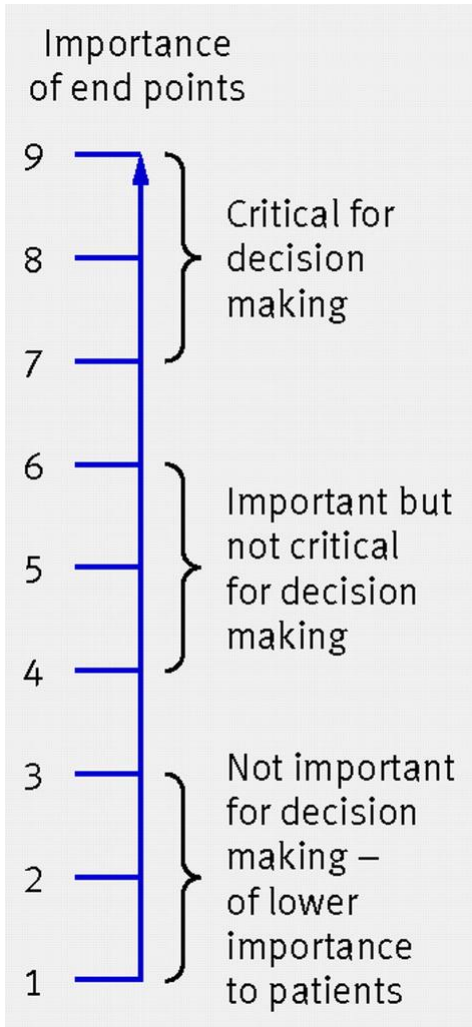 Importance
of end points
9
8
7
Critical for
decision
making
6
5
4
Important but
not critical
for decision
making
3
2
1
Not important
for decision
making –
of lower
importance
to patients